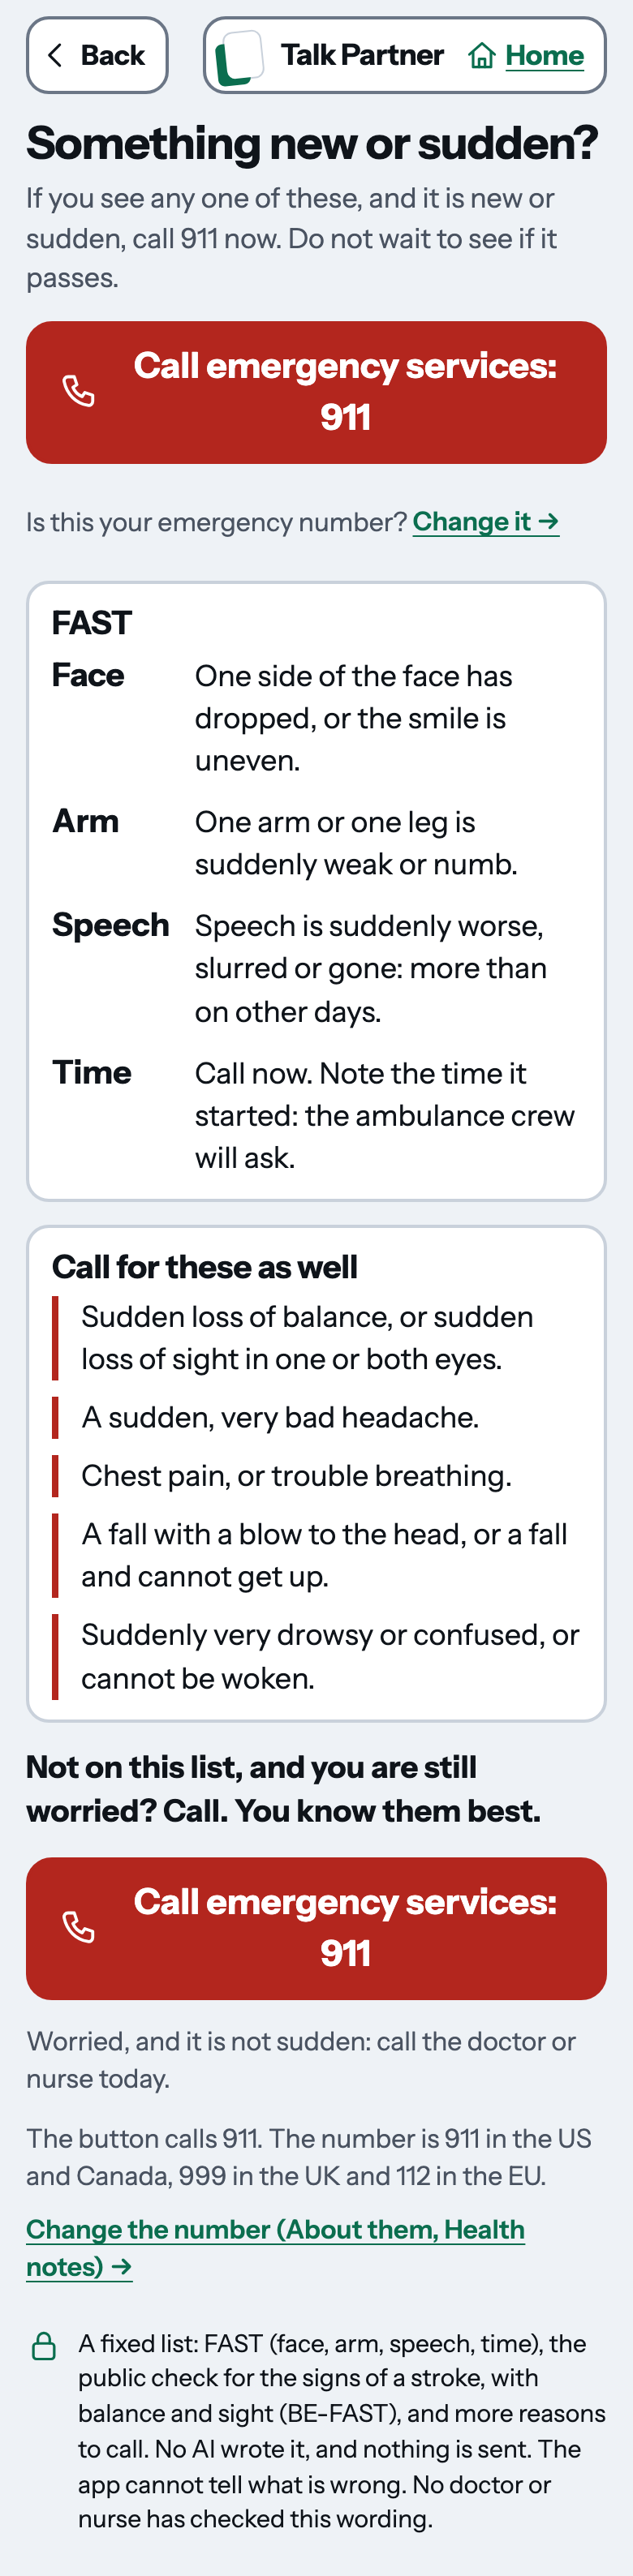 Back
Talk Partner
Home
Something new or sudden?
If you see any one of these, and it is new or
sudden, call 911 now. Do not wait to see if it
passes.
Call emergency services:
911
Is this your emergency number? Change it →
FAST
Face
One side of the face has
dropped, or the smile is
uneven.
Arm
One arm or one leg is
suddenly weak or numb.
Speech
Speech is suddenly worse,
slurred or gone: more than
on other days.
Time
Call now. Note the time it
started: the ambulance crew
will ask.
Call for these as well
Sudden loss of balance, or sudden
loss of sight in one or both eyes.
A sudden, very bad headache.
Chest pain, or trouble breathing.
A fall with a blow to the head, or a fall
and cannot get up.
Suddenly very drowsy or confused, or
cannot be woken.
Not on this list, and you are still
worried? Call. You know them best.
Call emergency services:
911
Worried, and it is not sudden: call the doctor or
nurse today.
The button calls 911. The number is 911 in the US
and Canada, 999 in the UK and 112 in the EU.
Change the number (About them, Health
notes) →
A fixed list: FAST (face, arm, speech, time), the
public check for the signs of a stroke, with
balance and sight (BE-FAST), and more reasons
to call. No AI wrote it, and nothing is sent. The
app cannot tell what is wrong. No doctor or
nurse has checked this wording.